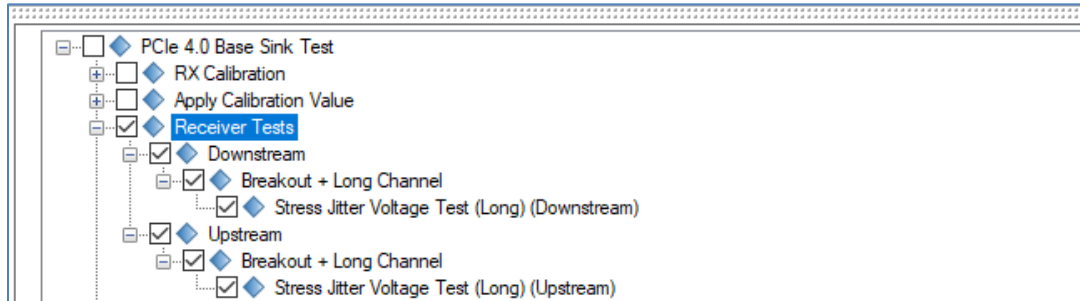 PCIe 4.0 Base Sink Test
RX Calibration
Apply Calibration Value
Receiver Tests
Downstream
Breakout + Long Channel
Stress Jitter Voltage Test (Long) (Downstream)
Upstream
Breakout + Long Channel
Stress Jitter Voltage Test (Long) (Upstream)